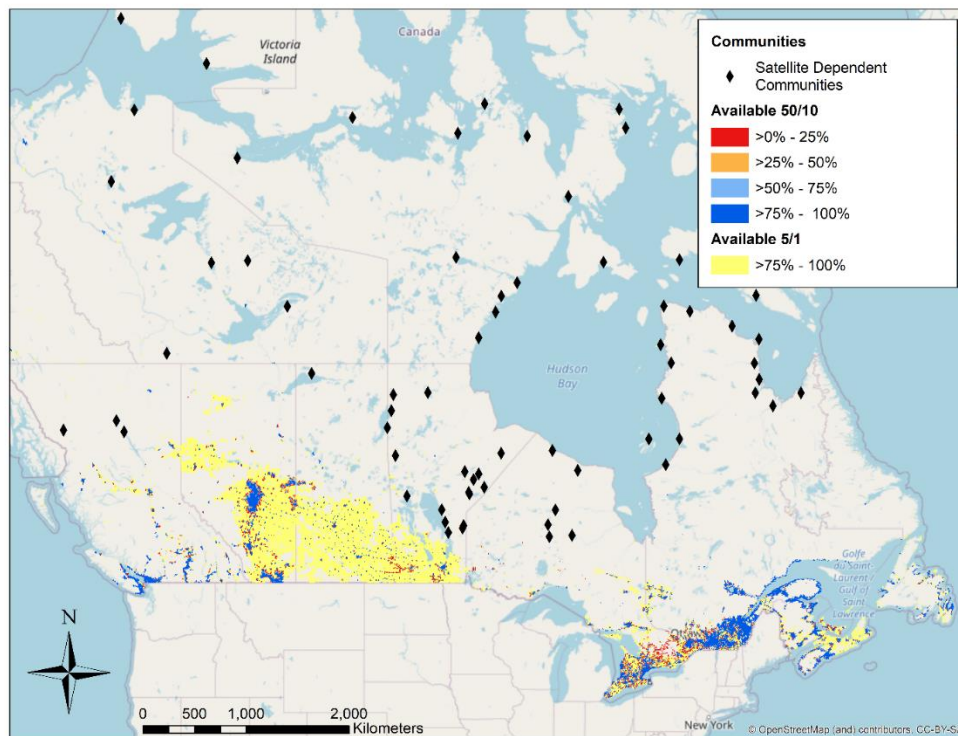 Victoria
Island
Canada
Communities
Satellite Dependent
Communities
Available 50/10
>0% - 25%
>25% - 50%
>50% - 75%
>75% - 100%
Available 5/1
>75% - 100%
Hudson
Bay
Golfe
du Saint-
Laurent /
Gulf of
Saint
Lawrence
N
0 500 1,000 2,000
Kilometers
New York
© OpenStreetMap (and) contributors, CC-BY-S